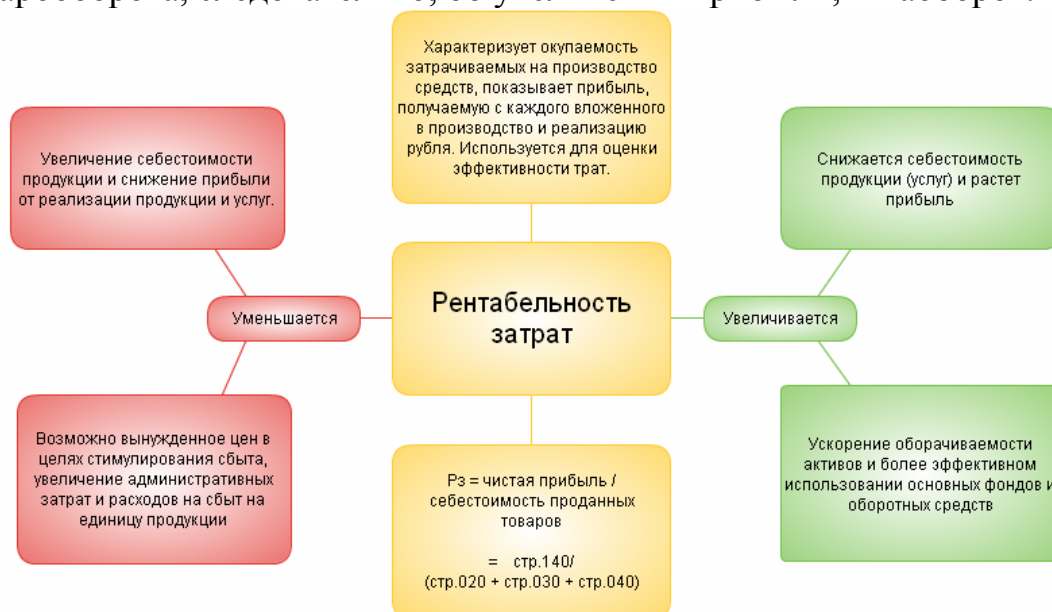 Характеризует окупаемость
затрачиваемых на производство
средств, показывает прибыль,
получаемую с каждого вложенного
в производство и реализацию
рубля. Используется для оценки
эффективности трат.
Увеличение себестоимости
продукции и снижение прибыли
от реализации продукции и услуг.
Снижается себестоимость
продукции (услуг) и растет
прибыль
Уменьшается
Рентабельность
затрат
Увеличивается
Возможно вынужденное цен в
целях стимулирования сбыта,
увеличение административных
затрат и расходов на сбыт на
единицу продукции
Рз = чистая прибыль /
себестоимость проданных
товаров
= стр.140/
(стр.020 + стр.030 + стр.040)
Ускорение оборачиваемости
активов и более эффективном
использовании основных фондов и
оборотных средств